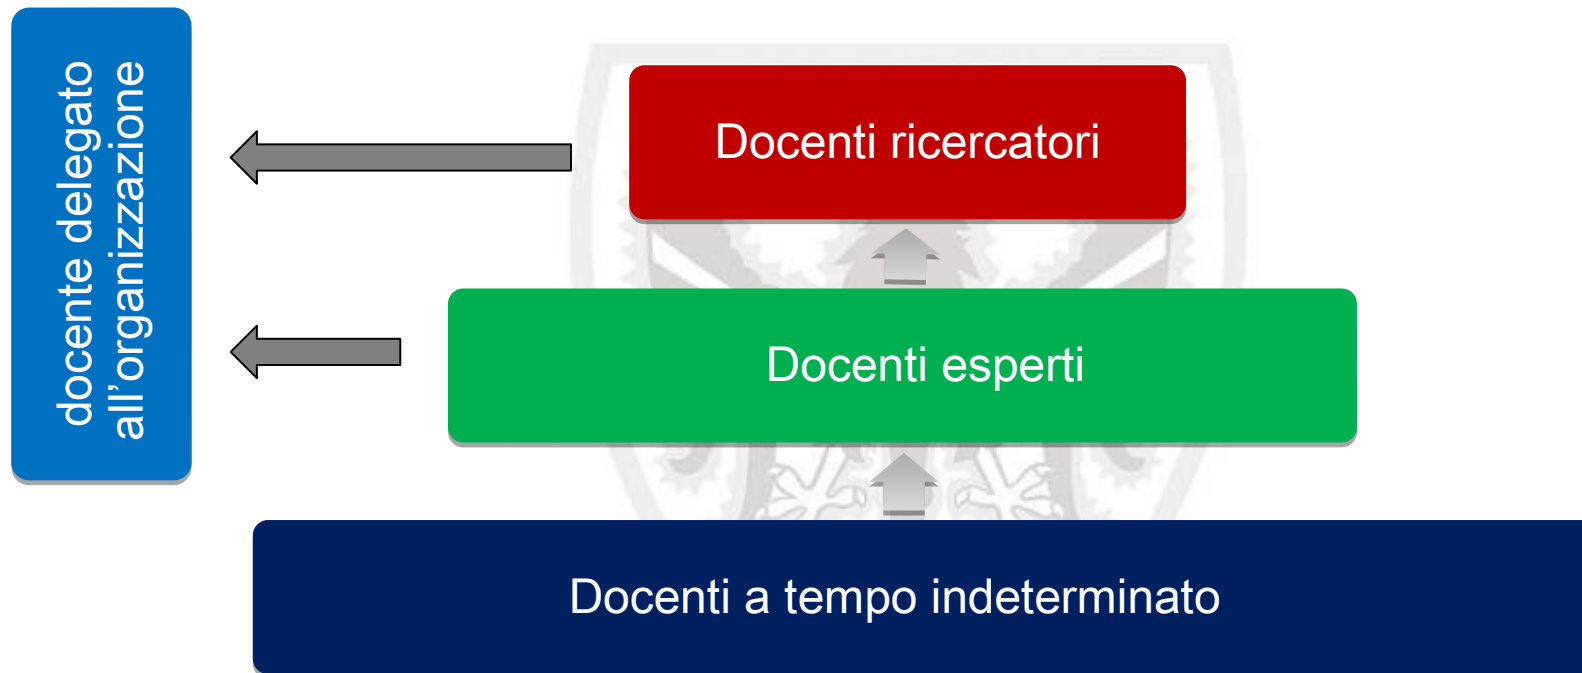 docente delegato
all’organizzazione
Docenti ricercatori
Docenti esperti
Docenti a tempo indeterminato